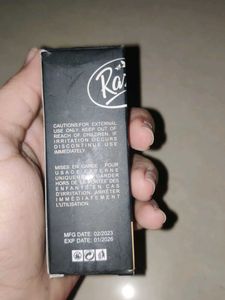 Ra
CAUTIONS:FOR EXTERNAL
USE ONLY. KEEP OUT OF
REACH OF CHILDREN. IF
IRRITATION OCCURS
DISCONTINUE USE
IMMEDIATELY.
MISES EN GARDE : POUR
USAGE EXTERNE
UNIQUEMENT. GARDER
HORS DE LA PORTÉE DES
ENFANTS. EN CAS
D'IRRITATION, ARRÊTER
IMMÉDIATEMENT
L'UTILISATION.
MFG DATE: 02/2023
EXP DATE: 01/2026